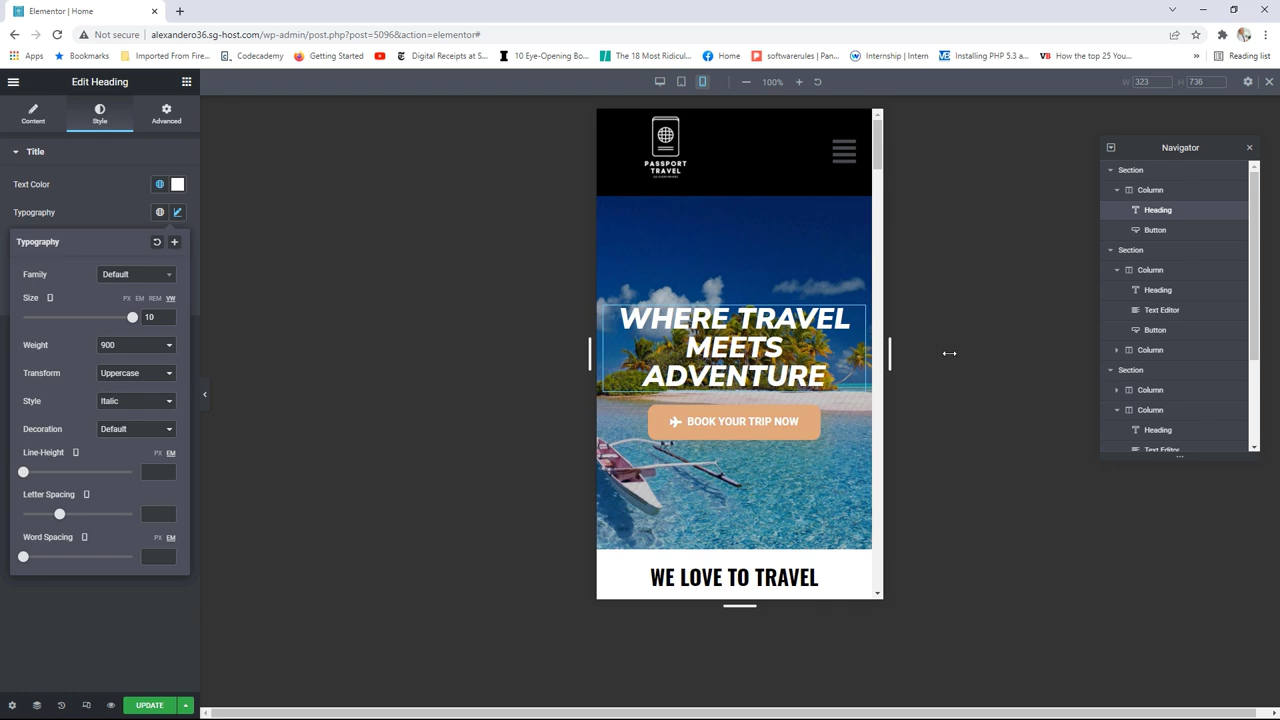 Elementor | Home
Not secure | alexandero36.sg-host.com/wp-admin/post.php?post=5096&action=elementor#
Apps
Bookmarks
Imported From Fire...
Codecademy
Getting Started
Digital Receipts at S...
10 Eye-Opening Bo...
The 18 Most Ridicul...
Home
softwarerules | Pan...
Internship | Intern
Installing PHP 5.3 a...
How the top 25 You...
Reading list
Edit Heading
100%
W 323
H 736
Content
Style
Advanced
Title
Text Color
Typography
Typography
Family
Default
Size
PX EM REM VW
10
Weight
900
Transform
Uppercase
Style
Italic
Decoration
Default
Line-Height
PX EM
Letter Spacing
Word Spacing
PX EM
UPDATE
PASSPORT
TRAVEL
GO EVERYWHERE
WHERE TRAVEL
MEETS
ADVENTURE
BOOK YOUR TRIP NOW
WE LOVE TO TRAVEL
Navigator
Section
Column
Heading
Button
Section
Column
Heading
Text Editor
Button
Column
Section
Column
Column
Heading
Text Editor